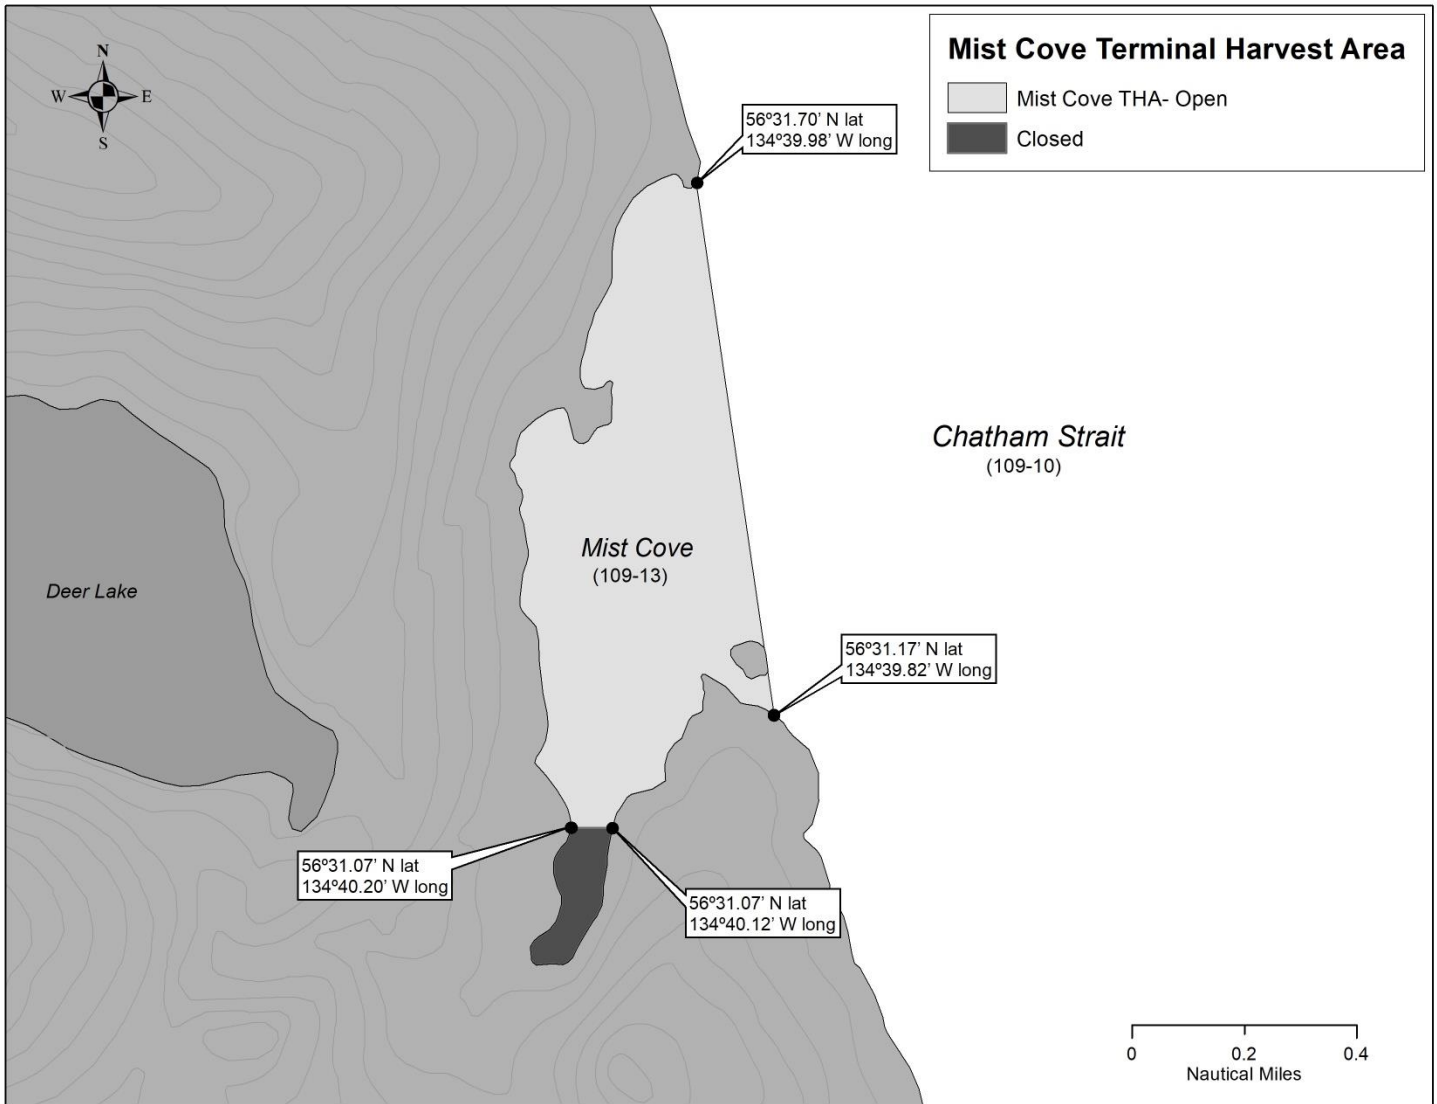 Mist Cove Terminal Harvest Area
Mist Cove THA- Open
Closed
N
W
E
S
56º31.70’ N lat
134º39.98’ W long
Chatham Strait
(109-10)
Mist Cove
(109-13)
Deer Lake
56º31.17’ N lat
134º39.82’ W long
56º31.07’ N lat
134º40.20’ W long
56º31.07’ N lat
134º40.12’ W long
0 0.2 0.4
Nautical Miles